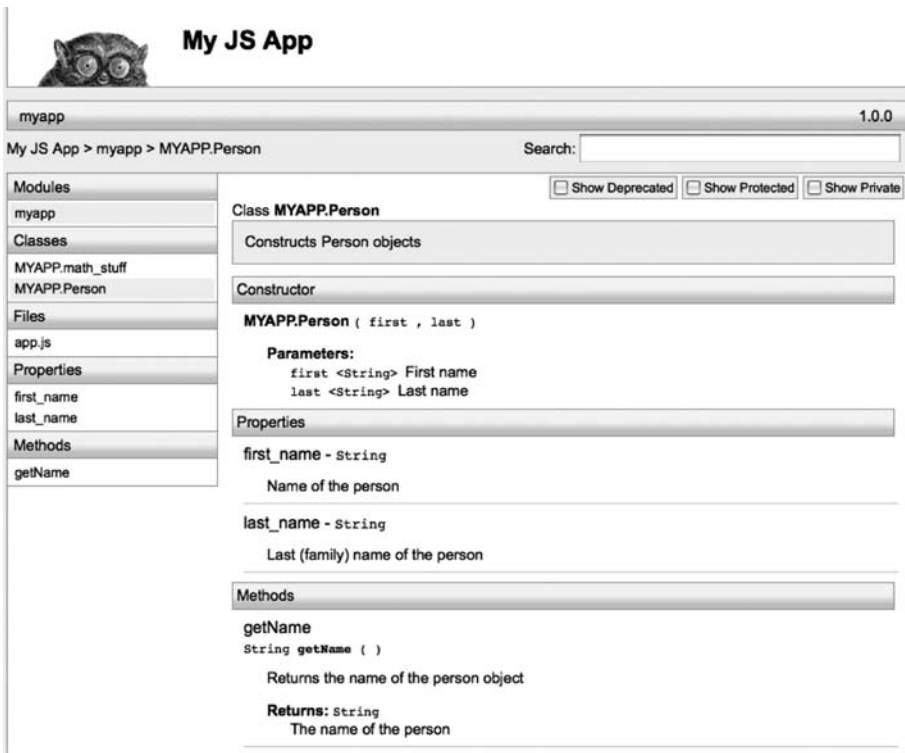 My JS App
myapp 1.0.0
My JS App > myapp > MYAPP.Person Search:
Show Deprecated Show Protected Show Private
Modules
myapp
Classes
MYAPP.math_stuff
MYAPP.Person
Files
app.js
Properties
first_name
last_name
Methods
getName
Class MYAPP.Person
Constructs Person objects
Constructor
MYAPP.Person ( first , last )
Parameters:
first <String> First name
last <String> Last name
Properties
first_name - String
Name of the person
last_name - String
Last (family) name of the person
Methods
getName
String getName ( )
Returns the name of the person object
Returns: String
The name of the person